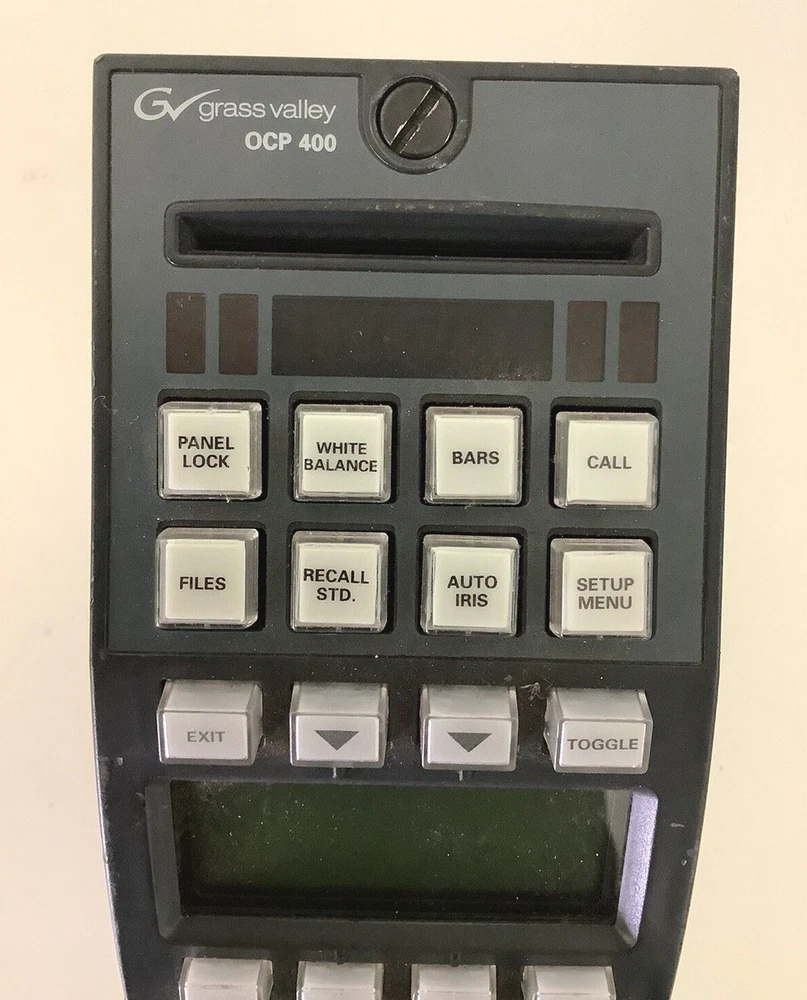 GV grass valley
OCP 400
PANEL
LOCK
WHITE
BALANCE
BARS
CALL
FILES
RECALL
STD.
AUTO
IRIS
SETUP
MENU
EXIT
TOGGLE